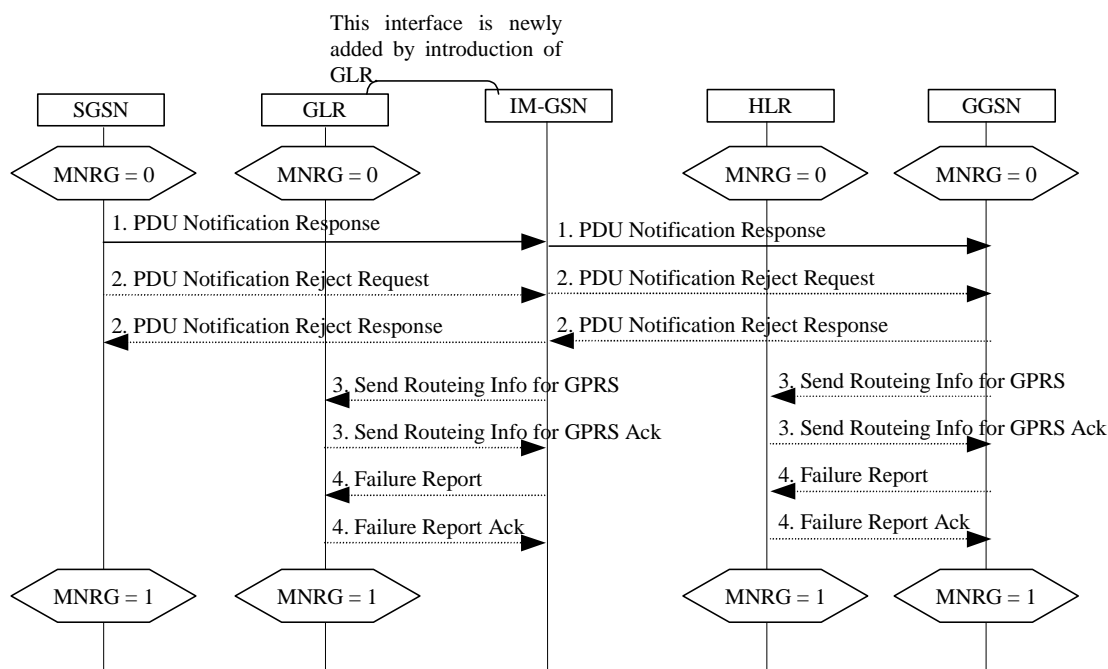 This interface is newly
added by introduction of
GLR
SGSN
GLR
IM-GSN
HLR
GGSN
MNRG = 0
MNRG = 0
MNRG = 0
MNRG = 0
1. PDU Notification Response
1. PDU Notification Response
2. PDU Notification Reject Request
2. PDU Notification Reject Request
2. PDU Notification Reject Response
2. PDU Notification Reject Response
3. Send Routeing Info for GPRS
3. Send Routeing Info for GPRS
3. Send Routeing Info for GPRS Ack
3. Send Routeing Info for GPRS Ack
4. Failure Report
4. Failure Report
4. Failure Report Ack
4. Failure Report Ack
MNRG = 1
MNRG = 1
MNRG = 1
MNRG = 1